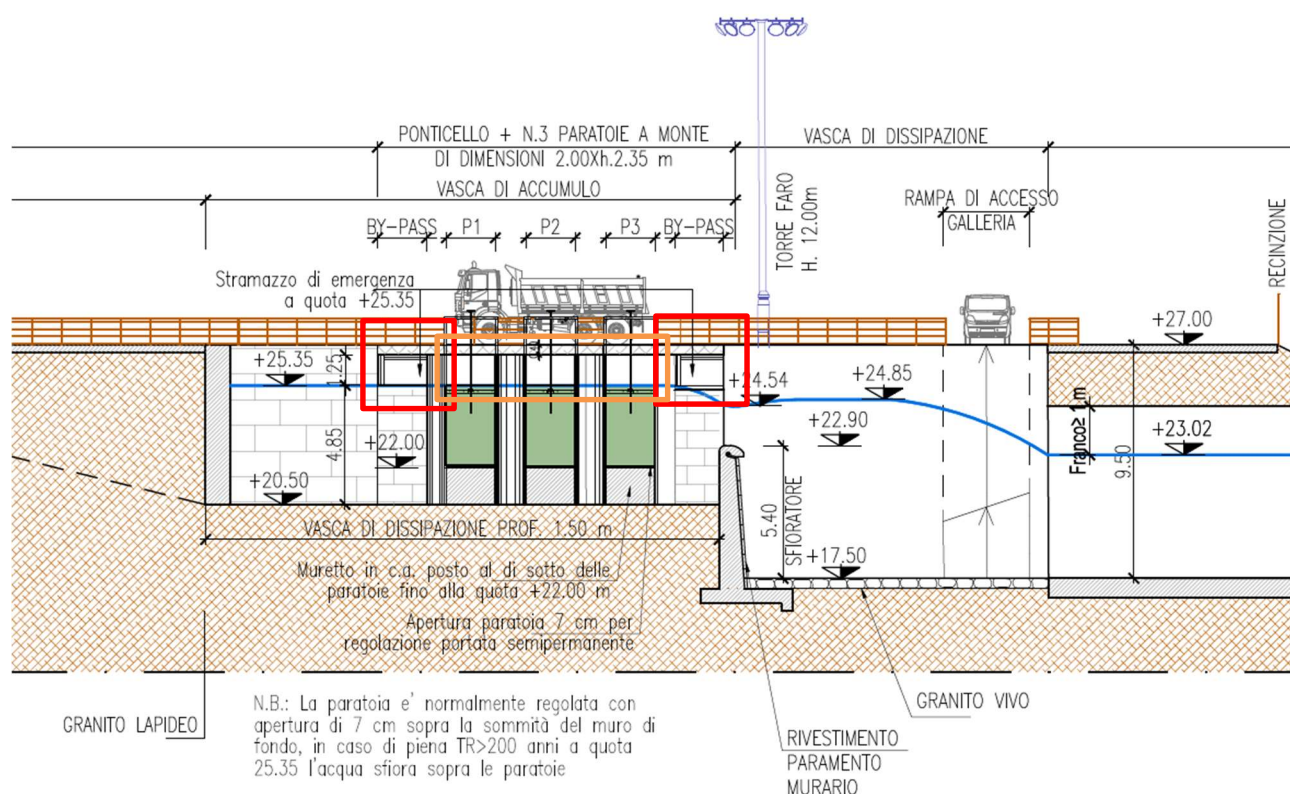 PONTICELLO + N.3 PARATOIE A MONTE
DI DIMENSIONI 2.00Xh.2.35 m
VASCA DI DISSIPAZIONE
VASCA DI ACCUMULO
RAMPA DI ACCESSO
GALLERIA
BY-PASS
P1
P2
P3
BY-PASS
TORRE FARO
H. 12.00m
RECINZIONE
Stramazzo di emergenza
a quota +25.35
+27.00
+25.35
1.25
+24.54
+24.85
+22.90
+22.00
4.85
+20.50
Franco≥ 1 m
+23.02
9.50
5.40
SFIORATORE
+17.50
VASCA DI DISSIPAZIONE PROF. 1.50 m
Muretto in c.a. posto al di sotto delle
paratoie fino alla quota +22.00 m
Apertura paratoia 7 cm per
regolazione portata semipermanente
GRANITO LAPIDEO
N.B.: La paratoia e' normalmente regolata con
apertura di 7 cm sopra la sommità del muro di
fondo, in caso di piena TR>200 anni a quota
25.35 l'acqua sfiora sopra le paratoie
GRANITO VIVO
RIVESTIMENTO
PARAMENTO
MURARIO